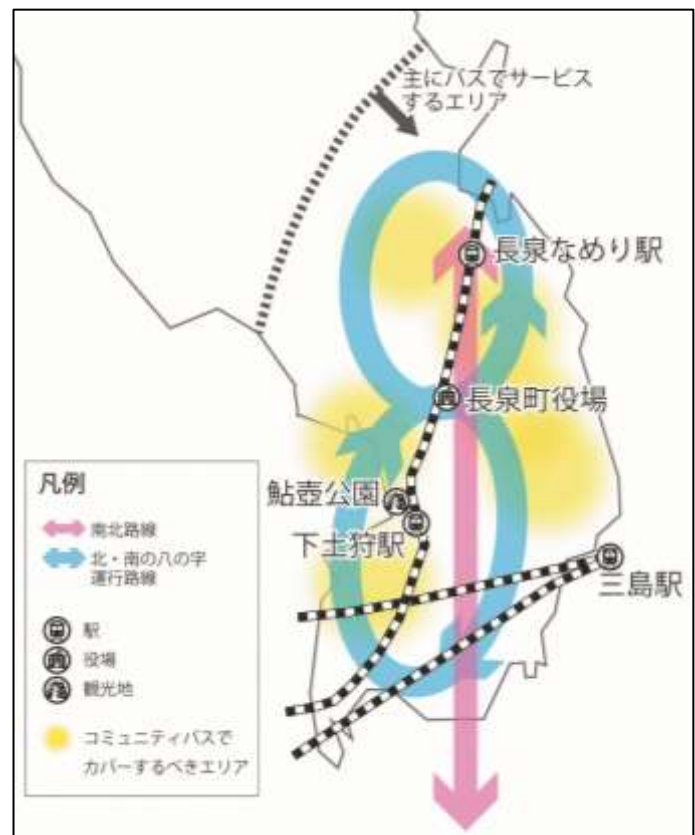 主にバスでサービス
するエリア
長泉なめり駅
長泉町役場
鮎壺公園
下土狩駅
三島駅
凡例
南北路線
北・南の八の字
運行路線
駅
役場
観光地
コミュニティバスで
カバーするべきエリア